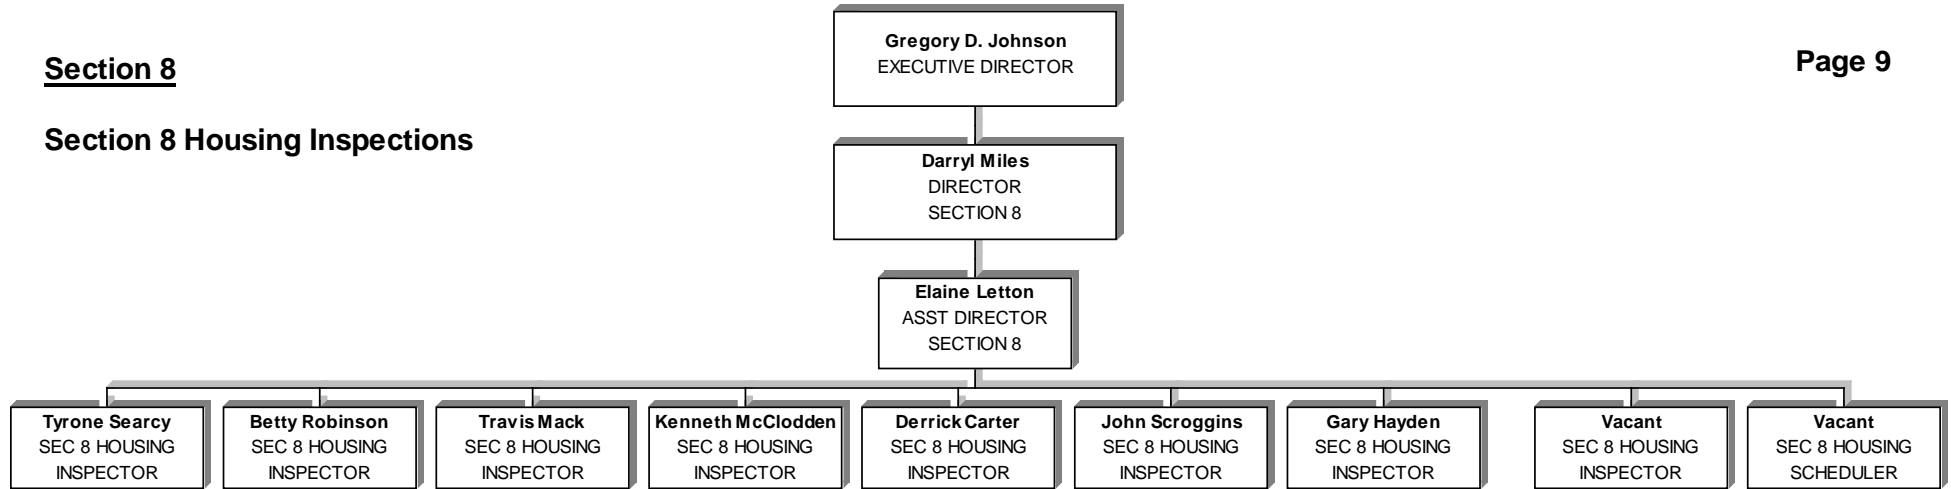 Gregory D. Johnson
EXECUTIVE DIRECTOR
Section 8
Page 9
Section 8 Housing Inspections
Darryl Miles
DIRECTOR
SECTION 8
Elaine Letton
ASST DIRECTOR
SECTION 8
Tyrone Searcy
SEC 8 HOUSING
INSPECTOR
Betty Robinson
SEC 8 HOUSING
INSPECTOR
Travis Mack
SEC 8 HOUSING
INSPECTOR
Kenneth McClodden
SEC 8 HOUSING
INSPECTOR
Derrick Carter
SEC 8 HOUSING
INSPECTOR
John Scroggins
SEC 8 HOUSING
INSPECTOR
Gary Hayden
SEC 8 HOUSING
INSPECTOR
Vacant
SEC 8 HOUSING
INSPECTOR
Vacant
SEC 8 HOUSING
SCHEDULER